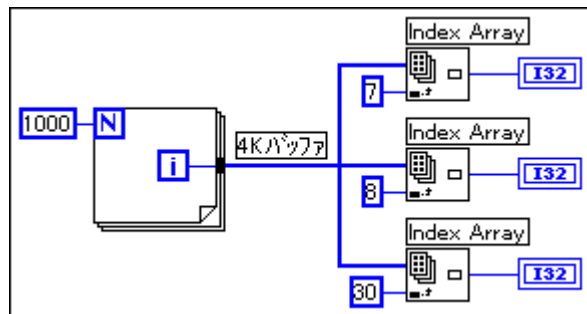 Index Array
I32
7
1000
N
4Kバッファ
i
Index Array
I32
8
Index Array
I32
30